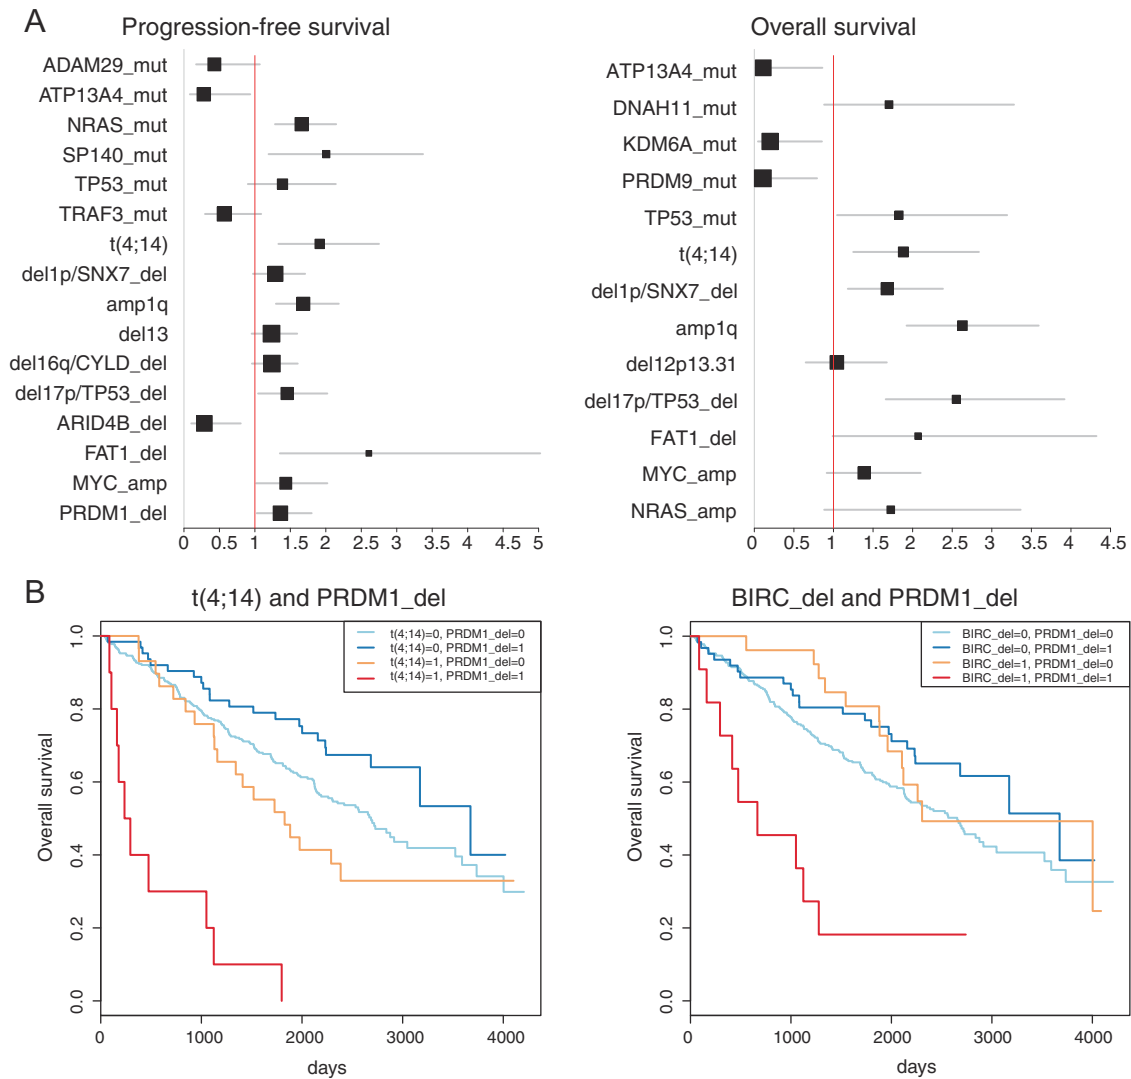 A
Progression-free survival
ADAM29_mut
ATP13A4_mut
NRAS_mut
SP140_mut
TP53_mut
TRAF3_mut
t(4;14)
del1p/SNX7_del
amp1q
del13
del16q/CYLD_del
del17p/TP53_del
ARID4B_del
FAT1_del
MYC_amp
PRDM1_del
0 0.5 1 1.5 2 2.5 3 3.5 4 4.5 5
Overall survival
ATP13A4_mut
DNAH11_mut
KDM6A_mut
PRDM9_mut
TP53_mut
t(4;14)
del1p/SNX7_del
amp1q
del12p13.31
del17p/TP53_del
FAT1_del
MYC_amp
NRAS_amp
0 0.5 1 1.5 2 2.5 3 3.5 4 4.5
B
t(4;14) and PRDM1_del
t(4;14)=0, PRDM1_del=0
t(4;14)=0, PRDM1_del=1
t(4;14)=1, PRDM1_del=0
t(4;14)=1, PRDM1_del=1
Overall survival
1.0
0.8
0.6
0.4
0.2
0.0
0 1000 2000 3000 4000
days
BIRC_del and PRDM1_del
BIRC_del=0, PRDM1_del=0
BIRC_del=0, PRDM1_del=1
BIRC_del=1, PRDM1_del=0
BIRC_del=1, PRDM1_del=1
Overall survival
1.0
0.8
0.6
0.4
0.2
0.0
0 1000 2000 3000 4000
days